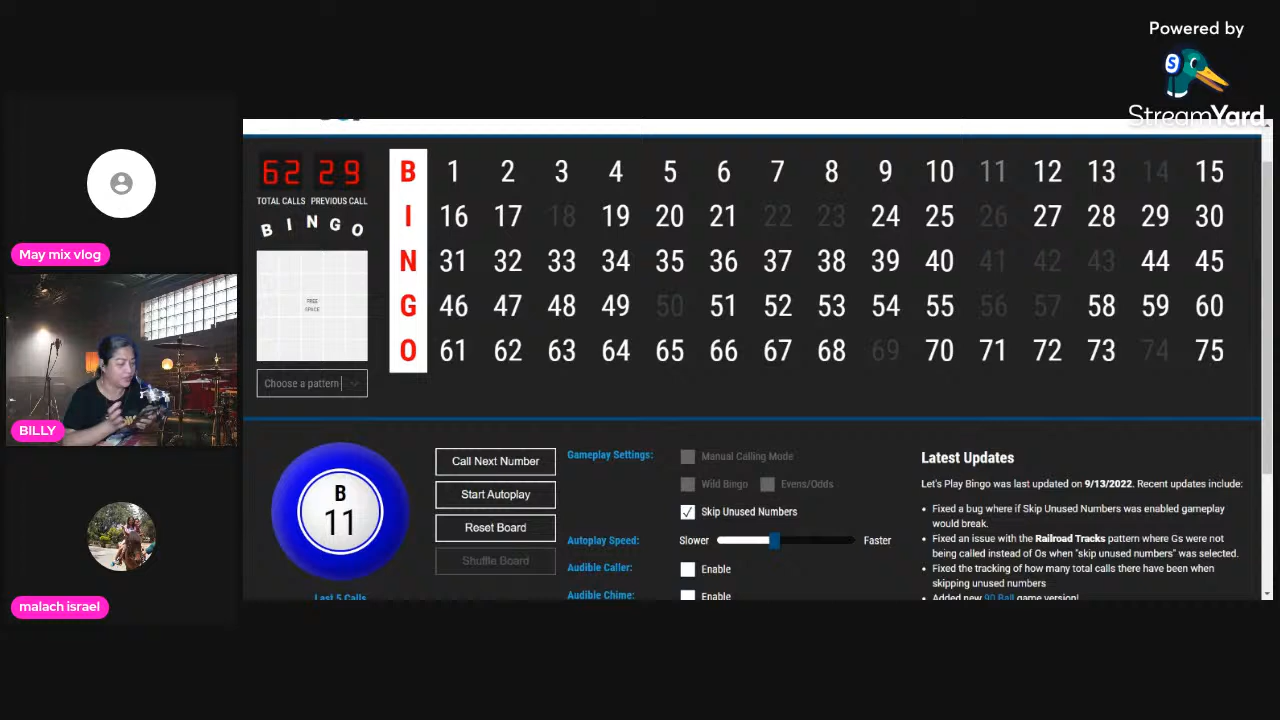 Powered by
S
StreamYard
62 29
TOTAL CALLS PREVIOUS CALL
B I N G O
FREE
SPACE
Choose a pattern
B 1 2 3 4 5 6 7 8 9 10 11 12 13 14 15
I 16 17 18 19 20 21 22 23 24 25 26 27 28 29 30
N 31 32 33 34 35 36 37 38 39 40 41 42 43 44 45
G 46 47 48 49 50 51 52 53 54 55 56 57 58 59 60
O 61 62 63 64 65 66 67 68 69 70 71 72 73 74 75
May mix vlog
BILLY
malach israel
B
11
Last 5 Calls
Call Next Number
Start Autoplay
Reset Board
Shuffle Board
Gameplay Settings:
Manual Calling Mode
Wild Bingo Evens/Odds
Skip Unused Numbers
Autoplay Speed: Slower Faster
Audible Caller: Enable
Audible Chime: Enable
Latest Updates
Let's Play Bingo was last updated on 9/13/2022. Recent updates include:
• Fixed a bug where if Skip Unused Numbers was enabled gameplay
would break.
• Fixed an issue with the Railroad Tracks pattern where Gs were not
being called instead of Os when "skip unused numbers" was selected.
• Fixed the tracking of how many total calls there have been when
skipping unused numbers
• Added new 90 Ball game version!